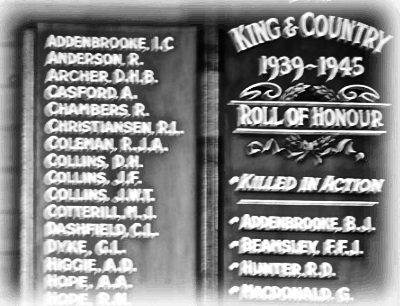 ADDENBROOKE, I.C
ANDERSON, R.
ARCHER, D.H.B.
CASFORD, A.
CHAMBERS, R.
CHRISTIANSEN, R.L.
COLEMAN, R.J.A.
COLLINS, D.H.
COLLINS, J.F.
COLLINS, J.W.T.
COTTERILL, M.J.
DASHFIELD, C.L.
DYKE, G.L.
HIGGIE, A.D.
HOPE, A.A.
HOPE, R.N.
KING & COUNTRY
1939~1945
ROLL OF HONOUR
KILLED IN ACTION
ADDENBROOKE, B.J.
BEAMSLEY, F.F.J.
HUNTER, R.D.
MACDONALD, G.